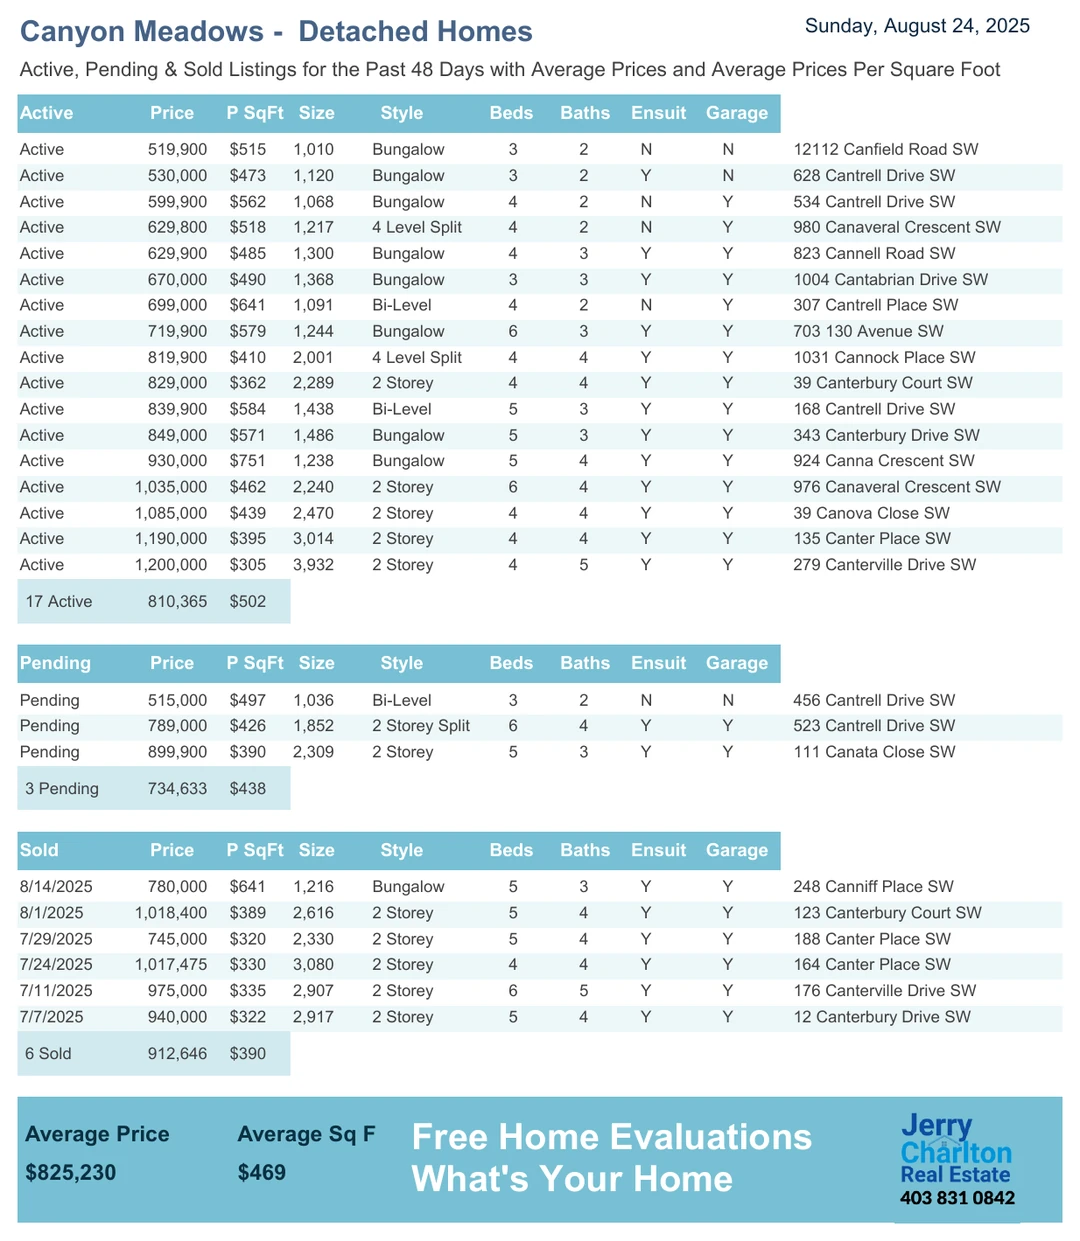 Canyon Meadows -  Detached Homes
Sunday, August 24, 2025
Active, Pending & Sold Listings for the Past 48 Days with Average Prices and Average Prices Per Square Foot
Active Price P SqFt Size Style Beds Baths Ensuit Garage
Active 519,900 $515 1,010 Bungalow 3 2 N N 12112 Canfield Road SW
Active 530,000 $473 1,120 Bungalow 3 2 Y N 628 Cantrell Drive SW
Active 599,900 $562 1,068 Bungalow 4 2 N Y 534 Cantrell Drive SW
Active 629,800 $518 1,217 4 Level Split 4 2 N Y 980 Canaveral Crescent SW
Active 629,900 $485 1,300 Bungalow 4 3 Y Y 823 Cannell Road SW
Active 670,000 $490 1,368 Bungalow 3 3 Y Y 1004 Cantabrian Drive SW
Active 699,000 $641 1,091 Bi-Level 4 2 N Y 307 Cantrell Place SW
Active 719,900 $579 1,244 Bungalow 6 3 Y Y 703 130 Avenue SW
Active 819,900 $410 2,001 4 Level Split 4 4 Y Y 1031 Cannock Place SW
Active 829,000 $362 2,289 2 Storey 4 4 Y Y 39 Canterbury Court SW
Active 839,900 $584 1,438 Bi-Level 5 3 Y Y 168 Cantrell Drive SW
Active 849,000 $571 1,486 Bungalow 5 3 Y Y 343 Canterbury Drive SW
Active 930,000 $751 1,238 Bungalow 5 4 Y Y 924 Canna Crescent SW
Active 1,035,000 $462 2,240 2 Storey 6 4 Y Y 976 Canaveral Crescent SW
Active 1,085,000 $439 2,470 2 Storey 4 4 Y Y 39 Canova Close SW
Active 1,190,000 $395 3,014 2 Storey 4 4 Y Y 135 Canter Place SW
Active 1,200,000 $305 3,932 2 Storey 4 5 Y Y 279 Canterville Drive SW
17 Active 810,365 $502
Pending Price P SqFt Size Style Beds Baths Ensuit Garage
Pending 515,000 $497 1,036 Bi-Level 3 2 N N 456 Cantrell Drive SW
Pending 789,000 $426 1,852 2 Storey Split 6 4 Y Y 523 Cantrell Drive SW
Pending 899,900 $390 2,309 2 Storey 5 3 Y Y 111 Canata Close SW
3 Pending 734,633 $438
Sold Price P SqFt Size Style Beds Baths Ensuit Garage
8/14/2025 780,000 $641 1,216 Bungalow 5 3 Y Y 248 Canniff Place SW
8/1/2025 1,018,400 $389 2,616 2 Storey 5 4 Y Y 123 Canterbury Court SW
7/29/2025 745,000 $320 2,330 2 Storey 5 4 Y Y 188 Canter Place SW
7/24/2025 1,017,475 $330 3,080 2 Storey 4 4 Y Y 164 Canter Place SW
7/11/2025 975,000 $335 2,907 2 Storey 6 5 Y Y 176 Canterville Drive SW
7/7/2025 940,000 $322 2,917 2 Storey 5 4 Y Y 12 Canterbury Drive SW
6 Sold 912,646 $390
Average Price Average Sq F
$825,230 $469
Free Home Evaluations
What's Your Home
Jerry
Charlton
Real Estate
403 831 0842